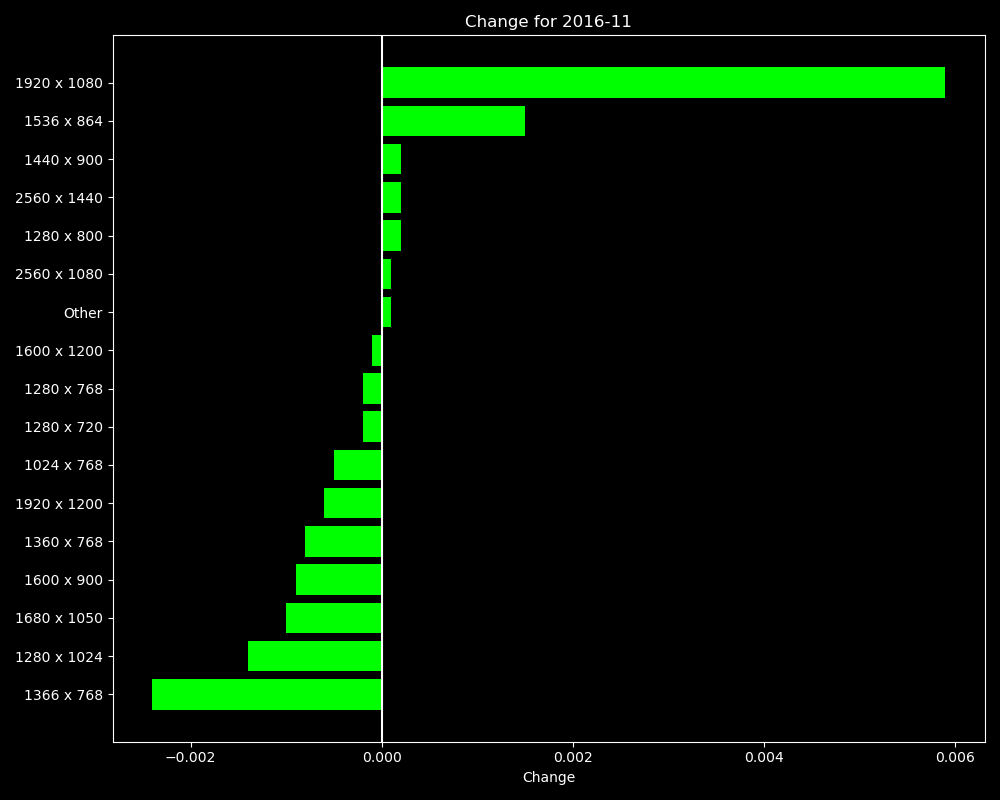 Change for 2016-11
1920 x 1080
1536 x 864
1440 x 900
2560 x 1440
1280 x 800
2560 x 1080
Other
1600 x 1200
1280 x 768
1280 x 720
1024 x 768
1920 x 1200
1360 x 768
1600 x 900
1680 x 1050
1280 x 1024
1366 x 768
−0.002 0.000 0.002 0.004 0.006
Change